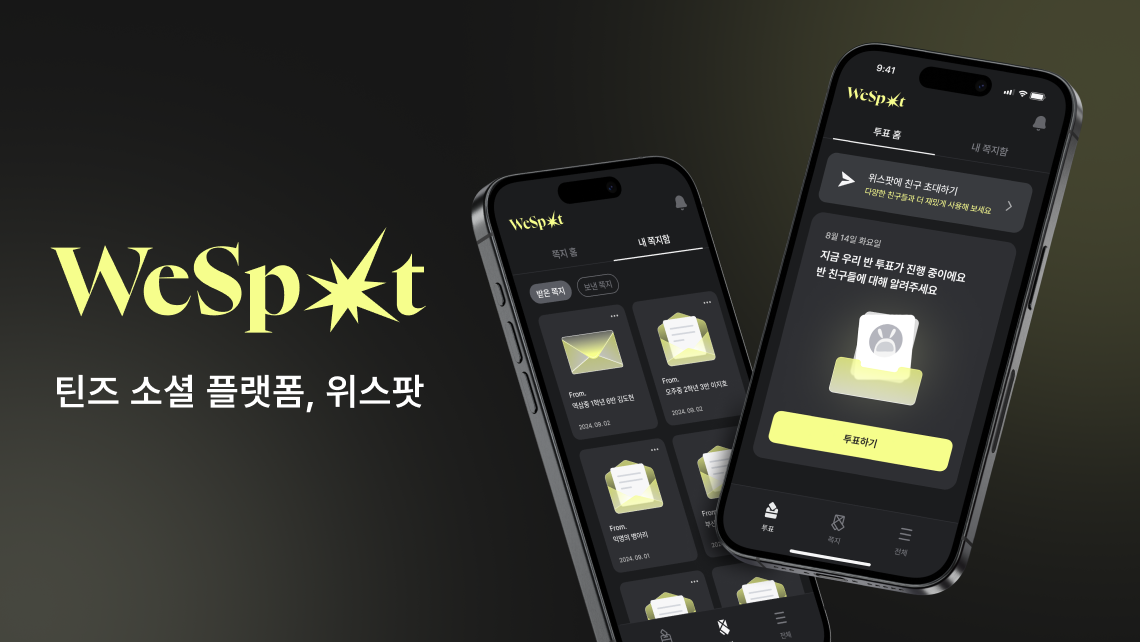 WeSpot
틴즈 소셜 플랫폼, 위스팟
WeSpot
쪽지 홈
내 쪽지함
받은 쪽지
보낸 쪽지
From.
역삼중 1학년 6반 김도현
2024. 09. 02
From.
오주중 2학년 3반 이지호
2024. 09. 02
From.
익명의 병아리
2024. 09. 01
From.
전체
9:41
WeSpot
투표 홈
내 쪽지함
위스팟에 친구 초대하기
다양한 친구들과 더 재밌게 사용해 보세요
8월 14일 화요일
지금 우리 반 투표가 진행 중이에요
반 친구들에 대해 알려주세요
투표하기
투표
쪽지
전체